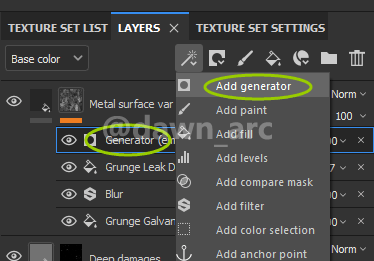 TEXTURE SET LIST LAYERS TEXTURE SET SETTINGS
Base color
Add generator
Norm
Metal surface var
100
Add paint
@dawn_arc
Generator (em
Add fill
Grunge Leak D
Add levels
7
Add compare mask
Blur
Add filter
Grunge Galvan
Add color selection
Norm
Deep damages
Add anchor point